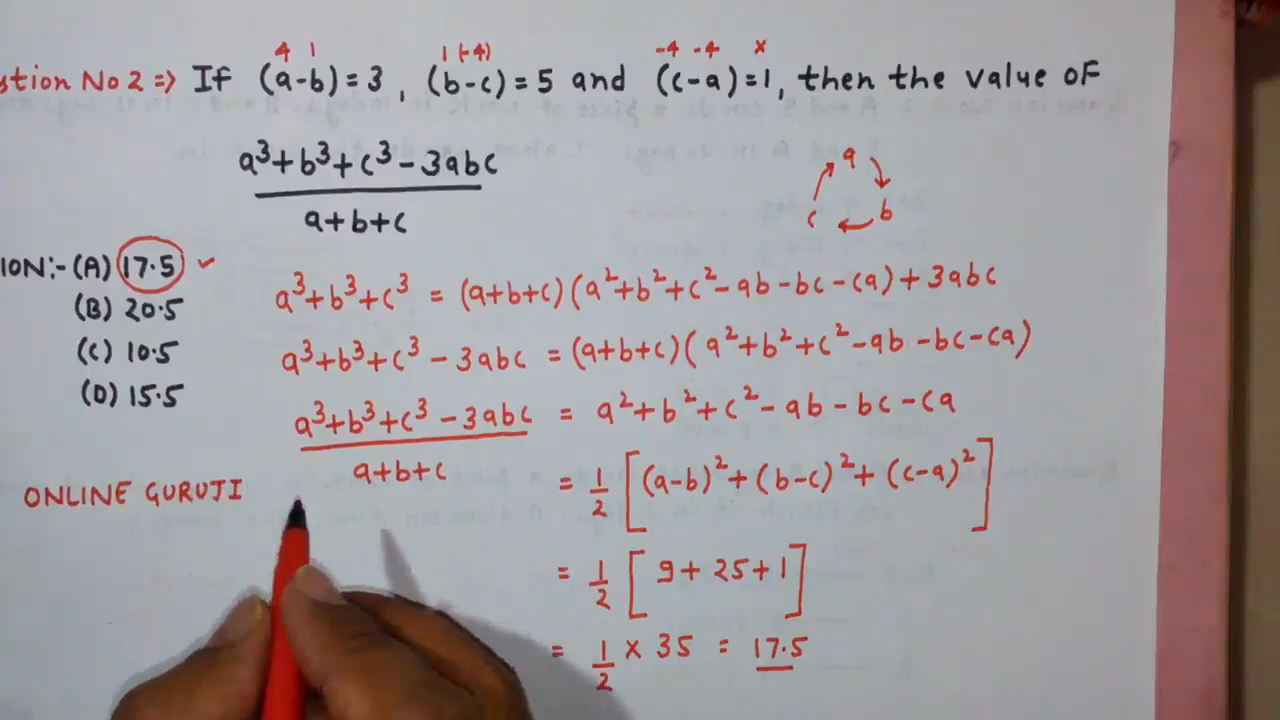 4 1 1 (-4) -4 -4 x
stion No 2 => If (a-b)=3, (b-c)=5 and (c-a)=1, then the value of
a³+b³+c³-3abc
a+b+c
a
c b
ION:- (A) 17.5 ✓
(B) 20.5
(C) 10.5
(D) 15.5
a³+b³+c³ = (a+b+c)(a²+b²+c²-ab-bc-ca)+3abc
a³+b³+c³-3abc = (a+b+c)(a²+b²+c²-ab-bc-ca)
a³+b³+c³-3abc = a²+b²+c²-ab-bc-ca
a+b+c
= 1/2 [(a-b)²+(b-c)²+(c-a)²]
ONLINE GURUJI
= 1/2 [9+25+1]
= 1/2 × 35 = 17.5